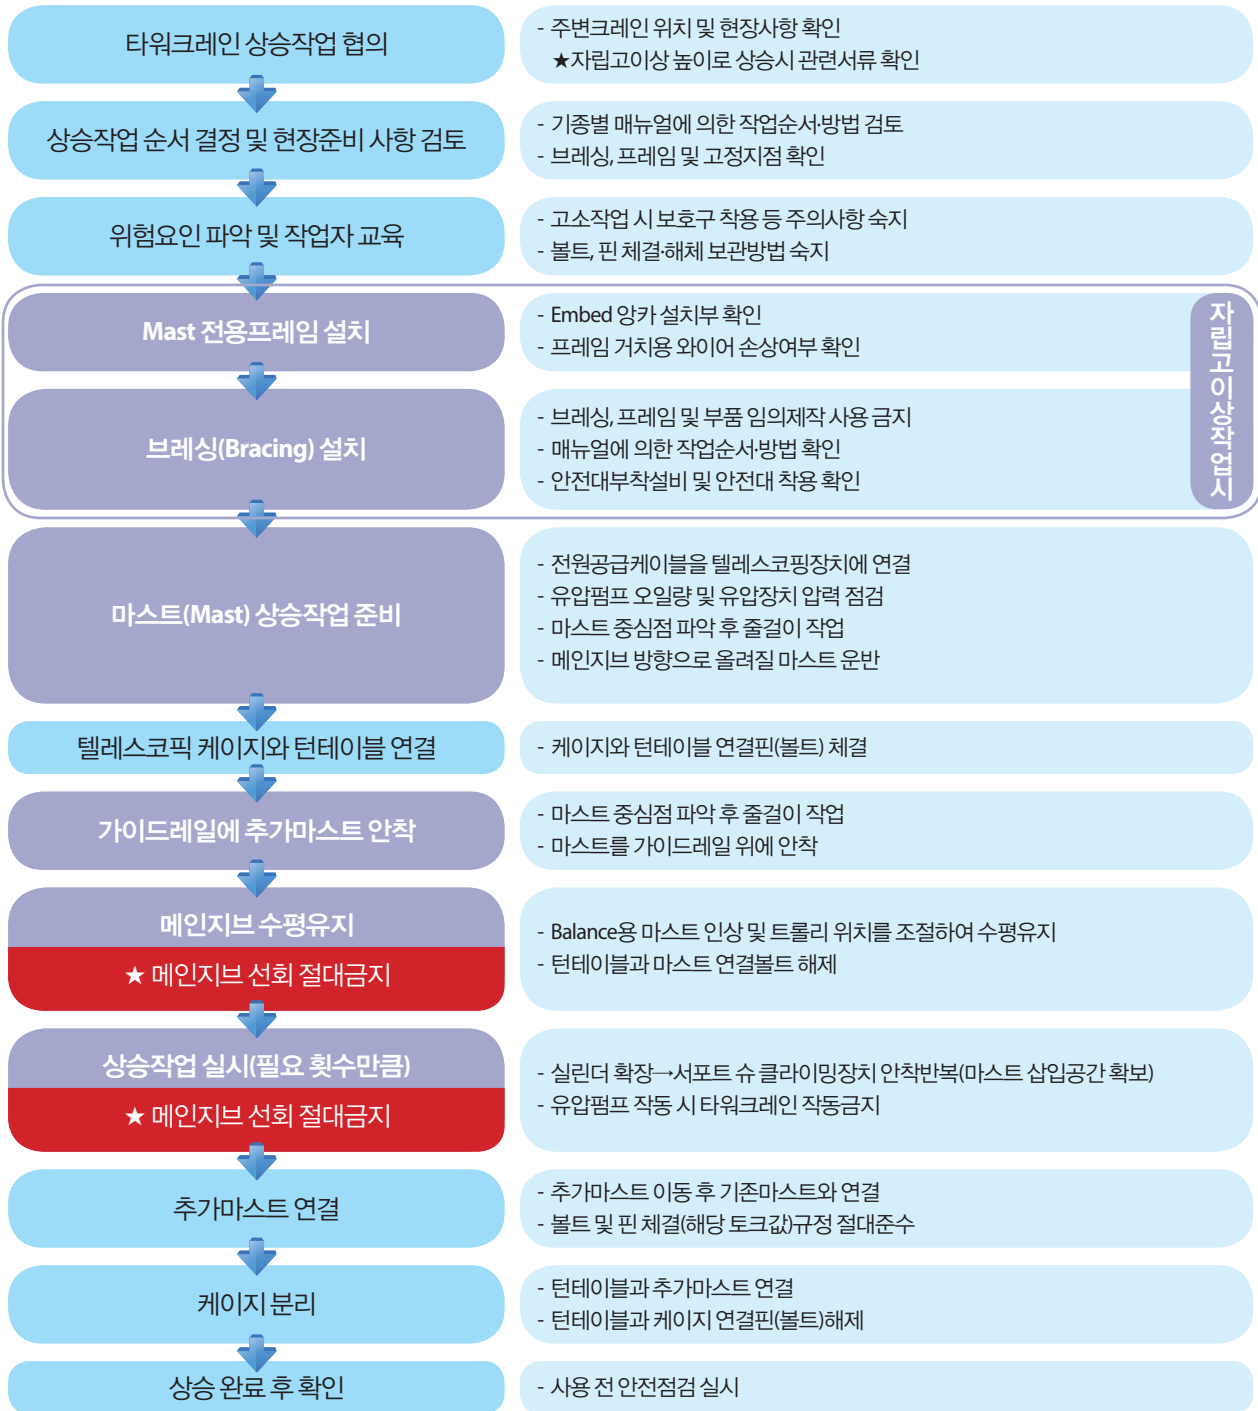 타워크레인 상승작업 협의
- 주변크레인 위치 및 현장사항 확인
★자립고이상 높이로 상승시 관련서류 확인
상승작업 순서 결정 및 현장준비 사항 검토
- 기종별 매뉴얼에 의한 작업순서·방법 검토
- 브레싱, 프레임 및 고정지점 확인
위험요인 파악 및 작업자 교육
- 고소작업 시 보호구 착용 등 주의사항 숙지
- 볼트, 핀 체결·해체 보관방법 숙지
자립고이상작업시
Mast 전용프레임 설치
- Embed 앙카 설치부 확인
- 프레임 거치용 와이어 손상여부 확인
브레싱(Bracing) 설치
- 브레싱, 프레임 및 부품 임의제작 사용 금지
- 매뉴얼에 의한 작업순서·방법 확인
- 안전대부착설비 및 안전대 착용 확인
마스트(Mast) 상승작업 준비
- 전원공급케이블을 텔레스코핑장치에 연결
- 유압펌프 오일량 및 유압장치 압력 점검
- 마스트 중심점 파악 후 줄걸이 작업
- 메인지브 방향으로 올려질 마스트 운반
텔레스코픽 케이지와 턴테이블 연결
- 케이지와 턴테이블 연결핀(볼트) 체결
가이드레일에 추가마스트 안착
- 마스트 중심점 파악 후 줄걸이 작업
- 마스트를 가이드레일 위에 안착
메인지브 수평유지
★ 메인지브 선회 절대금지
- Balance용 마스트 인상 및 트롤리 위치를 조절하여 수평유지
- 턴테이블과 마스트 연결볼트 해제
상승작업 실시(필요 횟수만큼)
★ 메인지브 선회 절대금지
- 실린더 확장→서포트 슈 클라이밍장치 안착반복(마스트 삽입공간 확보)
- 유압펌프 작동 시 타워크레인 작동금지
추가마스트 연결
- 추가마스트 이동 후 기존마스트와 연결
- 볼트 및 핀 체결(해당 토크값)규정 절대준수
케이지 분리
- 턴테이블과 추가마스트 연결
- 턴테이블과 케이지 연결핀(볼트)해제
상승 완료 후 확인
- 사용 전 안전점검 실시